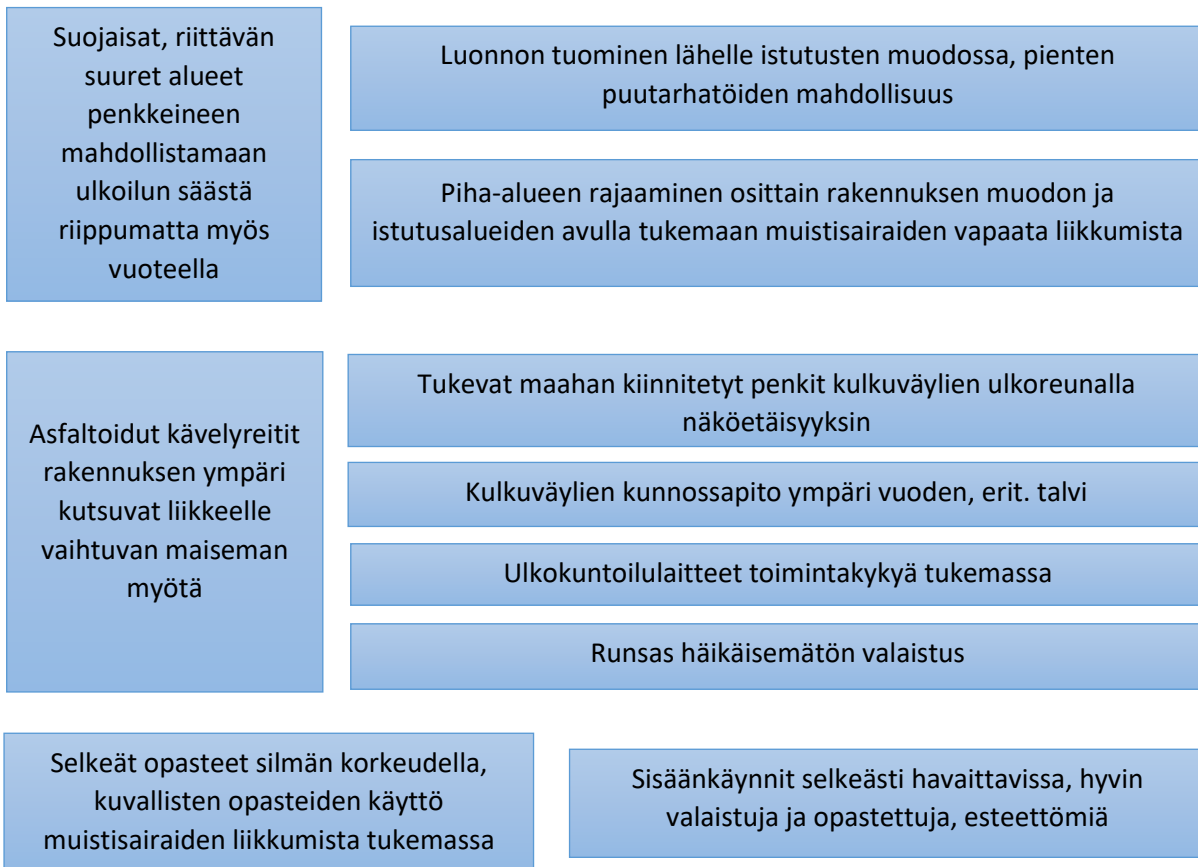 Suojaisat, riittävän
suuret alueet
penkkeineen
mahdollistamaan
ulkoilun säästä
riippumatta myös
vuoteella
Luonnon tuominen lähelle istutusten muodossa, pienten
puutarhatöiden mahdollisuus
Piha-alueen rajaaminen osittain rakennuksen muodon ja
istutusalueiden avulla tukemaan muistisairaiden vapaata liikkumista
Asfaltoidut kävelyreitit
rakennuksen ympäri
kutsuvat liikkeelle
vaihtuvan maiseman
myötä
Tukevat maahan kiinnitetyt penkit kulkuväylien ulkoreunalla
näköetäisyyksin
Kulkuväylien kunnossapito ympäri vuoden, erit. talvi
Ulkokuntoilulaitteet toimintakykyä tukemassa
Runsas häikäisemätön valaistus
Selkeät opasteet silmän korkeudella,
kuvallisten opasteiden käyttö
muistisairaiden liikkumista tukemassa
Sisäänkäynnit selkeästi havaittavissa, hyvin
valaistuja ja opastettuja, esteettömiä